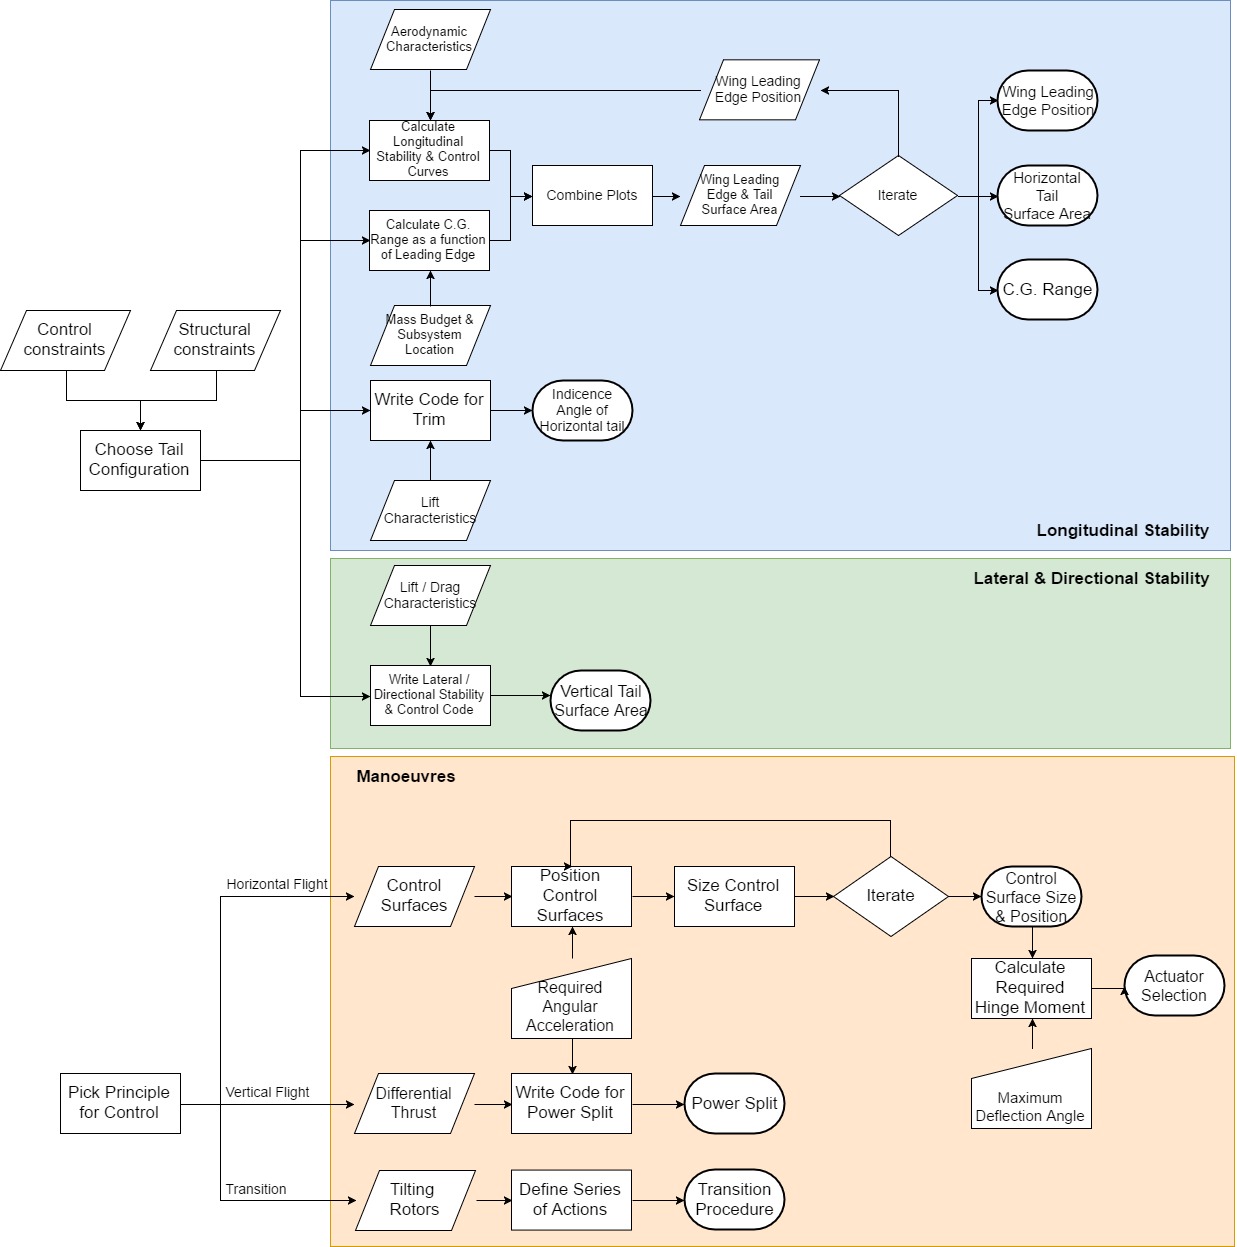 Aerodynamic
Characteristics
Wing Leading
Edge Position
Wing Leading
Edge Position
Calculate
Longitudinal
Stability & Control
Curves
Combine Plots
Wing Leading
Edge & Tail
Surface Area
Iterate
Horizontal
Tail
Surface Area
Calculate C.G.
Range as a function
of Leading Edge
C.G. Range
Mass Budget &
Subsystem
Location
Control
constraints
Structural
constraints
Write Code for
Trim
Indicence
Angle of
Horizontal tail
Choose Tail
Configuration
Lift
Characteristics
Longitudinal Stability
Lateral & Directional Stability
Lift / Drag
Characteristics
Write Lateral /
Directional Stability
& Control Code
Vertical Tail
Surface Area
Manoeuvres
Horizontal Flight
Control
Surfaces
Position
Control
Surfaces
Size Control
Surface
Iterate
Control
Surface Size
& Position
Required
Angular
Acceleration
Calculate
Required
Hinge Moment
Actuator
Selection
Maximum
Deflection Angle
Pick Principle
for Control
Vertical Flight
Differential
Thrust
Write Code for
Power Split
Power Split
Transition
Tilting
Rotors
Define Series
of Actions
Transition
Procedure